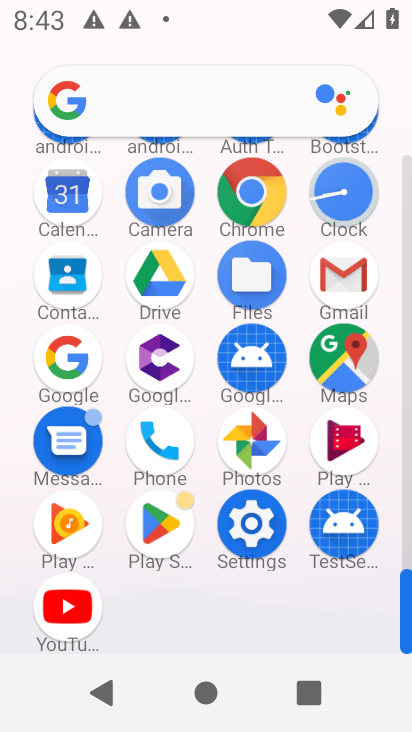 8:43
androi... androi... Auth T... Bootst...
31
Calen... Camera Chrome Clock
Conta... Drive Files Gmail
Google Googl... Googl... Maps
Messa... Phone Photos Play ...
Play ... Play S... Settings TestSe...
YouTu...